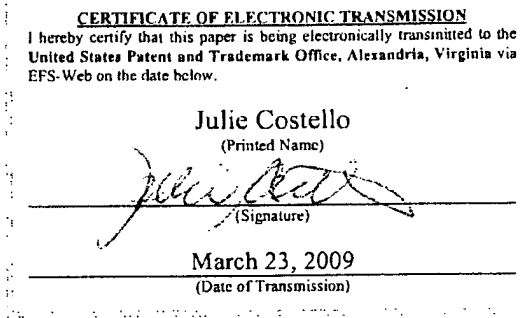 CERTIFICATE OF ELECTRONIC TRANSMISSION
I hereby certify that this paper is being electronically transmitted to the
United States Patent and Trademark Office, Alexandria, Virginia via
EFS-Web on the date below.
Julie Costello
(Printed Name)
(Signature)
March 23, 2009
(Date of Transmission)